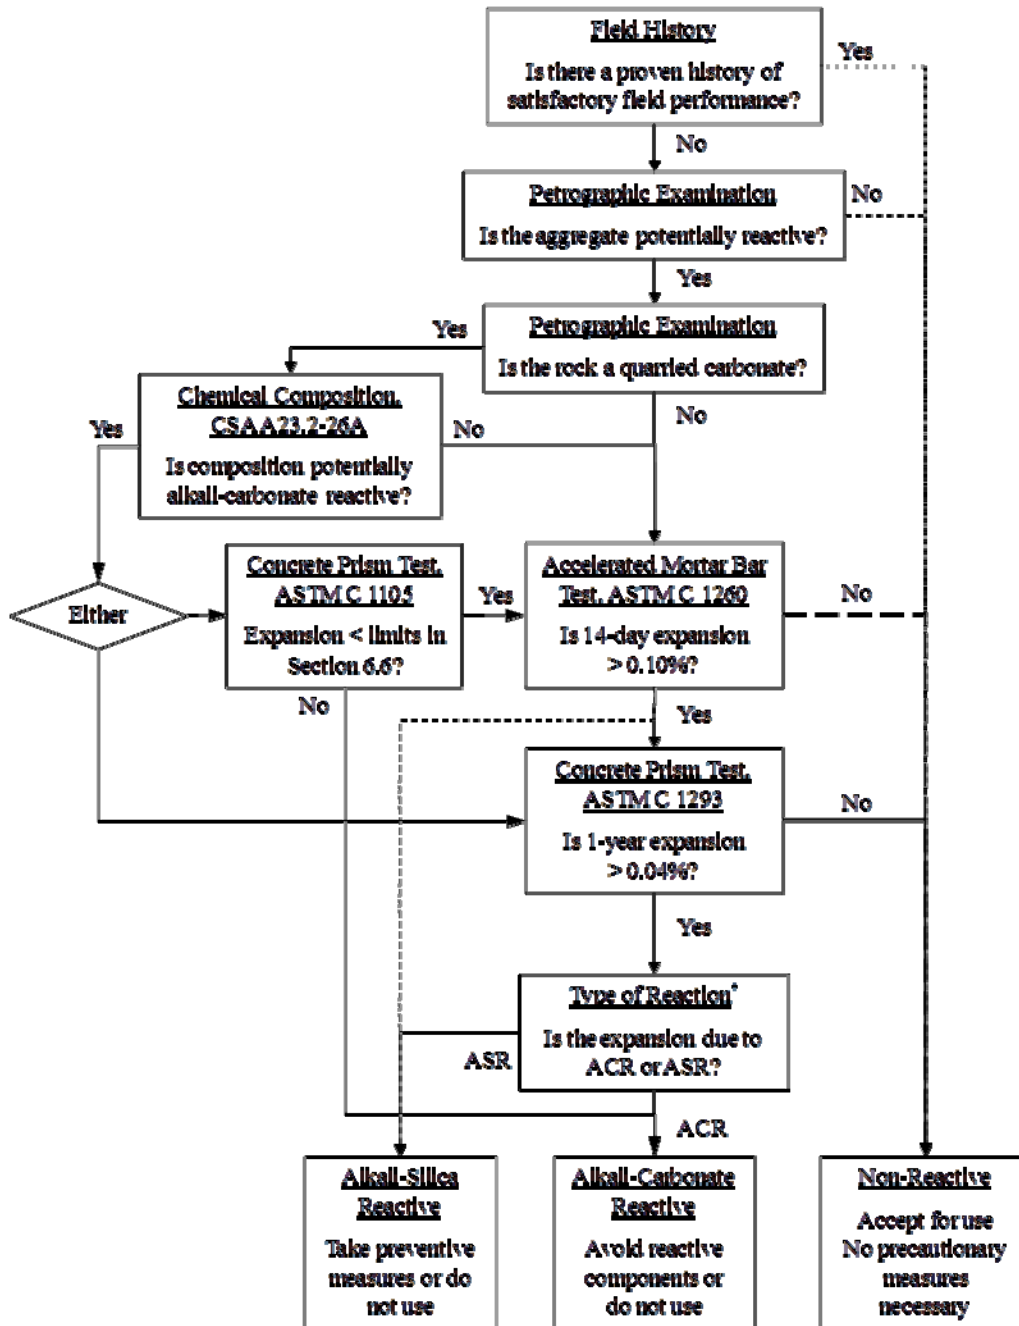 Field History
Is there a proven history of
satisfactory field performance?
Yes
No
Petrographic Examination
Is the aggregate potentially reactive?
No
Yes
Petrographic Examination
Is the rock a quarried carbonate?
Yes
No
Chemical Composition,
CSA A23.2-26A
Is composition potentially
alkali-carbonate reactive?
Yes
No
Either
Concrete Prism Test,
ASTM C 1105
Expansion < limits in
Section 6.6?
Yes
No
Accelerated Mortar Bar
Test, ASTM C 1260
Is 14-day expansion
> 0.10%?
No
Yes
Concrete Prism Test,
ASTM C 1293
Is 1-year expansion
> 0.04%?
No
Yes
Type of Reaction*
Is the expansion due to
ACR or ASR?
ASR
ACR
Alkali-Silica
Reactive
Take preventive
measures or do
not use
Alkali-Carbonate
Reactive
Avoid reactive
components or
do not use
Non-Reactive
Accept for use
No precautionary
measures
necessary